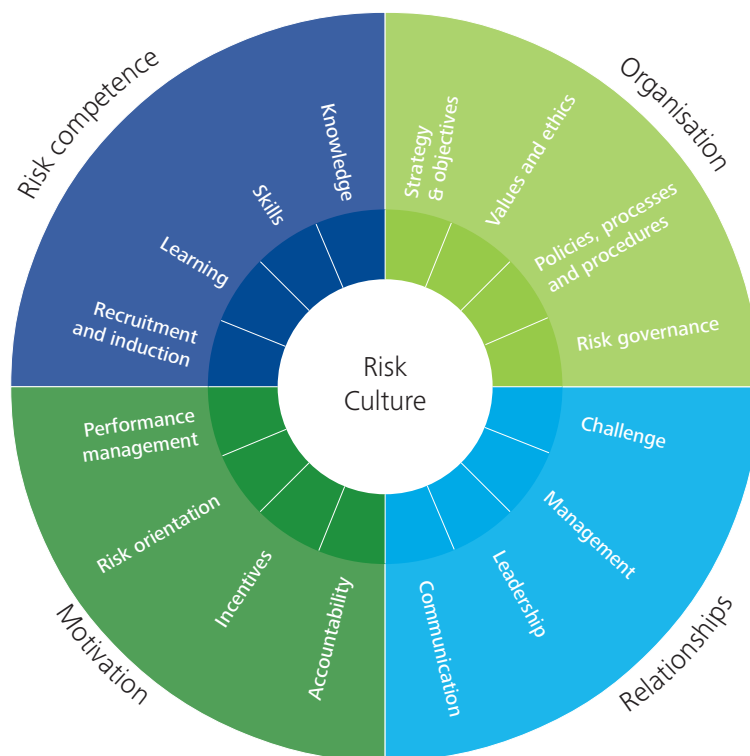 Risk competence
Knowledge
Skills
Learning
Recruitment
and induction
Organisation
Strategy
& objectives
Values and ethics
Policies, processes
and procedures
Risk governance
Risk
Culture
Performance
management
Risk orientation
Incentives
Accountability
Motivation
Challenge
Management
Leadership
Communication
Relationships